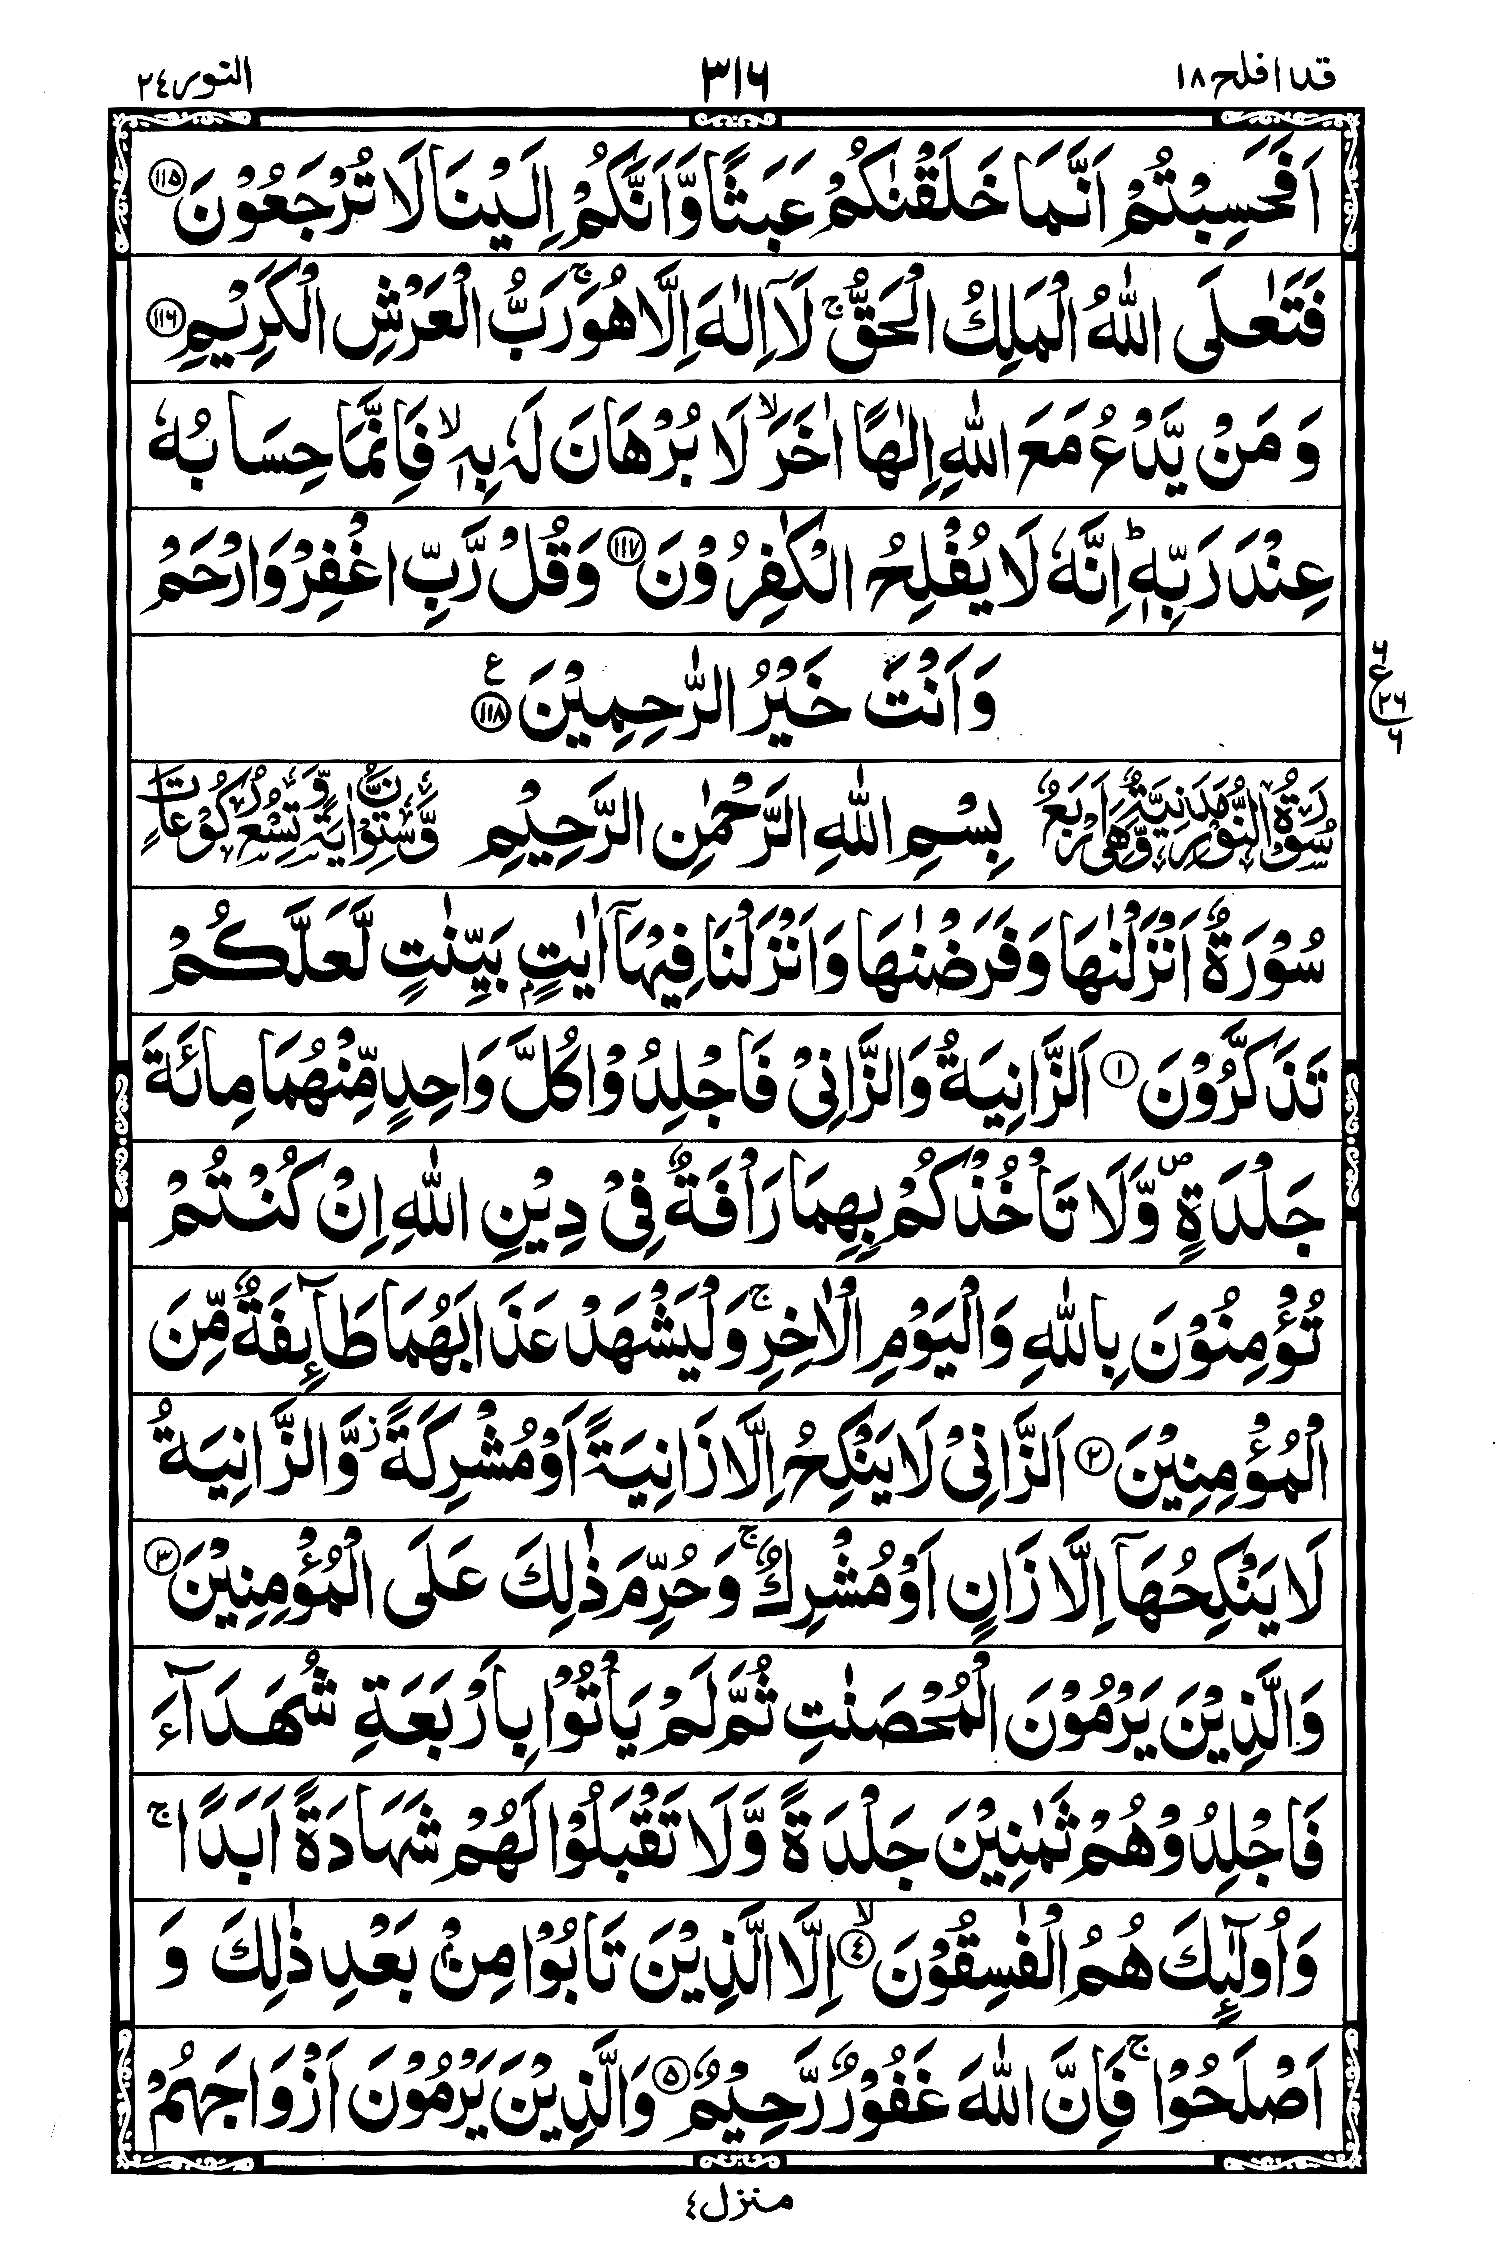 قد افلح ١٨
٣١٦
النور ٢٤
اَفَحَسِبْتُمْ اَنَّمَا خَلَقْنٰكُمْ عَبَثًا وَّاَنَّكُمْ اِلَيْنَا لَا تُرْجَعُوْنَ ﴿١١٥﴾
فَتَعٰلَى اللّٰهُ الْمَلِكُ الْحَقُّ ۚ لَاۤ اِلٰهَ اِلَّا هُوَ ۚ رَبُّ الْعَرْشِ الْكَرِيْمِ ﴿١١٦﴾
وَ مَنْ يَّدْعُ مَعَ اللّٰهِ اِلٰهًا اٰخَرَ ۙ لَا بُرْهَانَ لَهٗ بِهٖ ۙ فَاِنَّمَا حِسَابُهٗ
عِنْدَ رَبِّهٖ ؕ اِنَّهٗ لَا يُفْلِحُ الْكٰفِرُوْنَ ﴿١١٧﴾ وَقُلْ رَّبِّ اغْفِرْ وَارْحَمْ
وَاَنْتَ خَيْرُ الرّٰحِمِيْنَ ﴿١١٨﴾ ع
٦ ع ٢٦ ٦
سُوْرَةُ النُّوْرِ مَدَنِيَّةٌ وَّهِىَ اَرْبَعٌ بِسْمِ اللّٰهِ الرَّحْمٰنِ الرَّحِيْمِ وَّسِتُّوْنَ اٰيَةً وَّتِسْعُ رُكُوْعَاتٍ
سُوْرَةٌ اَنْزَلْنٰهَا وَفَرَضْنٰهَا وَاَنْزَلْنَا فِيْهَاۤ اٰيٰتٍۭ بَيِّنٰتٍ لَّعَلَّكُمْ
تَذَكَّرُوْنَ ﴿١﴾ اَلزَّانِيَةُ وَالزَّانِىْ فَاجْلِدُوْا كُلَّ وَاحِدٍ مِّنْهُمَا مِائَةَ
جَلْدَةٍ ۪ وَّلَا تَاْخُذْكُمْ بِهِمَا رَاْفَةٌ فِىْ دِيْنِ اللّٰهِ اِنْ كُنْتُمْ
تُؤْمِنُوْنَ بِاللّٰهِ وَالْيَوْمِ الْاٰخِرِ ۚ وَلْيَشْهَدْ عَذَابَهُمَا طَآئِفَةٌ مِّنَ
الْمُؤْمِنِيْنَ ﴿٢﴾ اَلزَّانِىْ لَا يَنْكِحُ اِلَّا زَانِيَةً اَوْ مُشْرِكَةً ؗ وَّالزَّانِيَةُ
لَا يَنْكِحُهَاۤ اِلَّا زَانٍ اَوْ مُشْرِكٌ ۚ وَحُرِّمَ ذٰلِكَ عَلَى الْمُؤْمِنِيْنَ ﴿٣﴾
وَالَّذِيْنَ يَرْمُوْنَ الْمُحْصَنٰتِ ثُمَّ لَمْ يَاْتُوْا بِاَرْبَعَةِ شُهَدَآءَ
فَاجْلِدُوْهُمْ ثَمٰنِيْنَ جَلْدَةً وَّلَا تَقْبَلُوْا لَهُمْ شَهَادَةً اَبَدًا ۚ
وَاُولٰٓئِكَ هُمُ الْفٰسِقُوْنَ ۙ﴿٤﴾ اِلَّا الَّذِيْنَ تَابُوْا مِنْۢ بَعْدِ ذٰلِكَ وَ
اَصْلَحُوْا ۚ فَاِنَّ اللّٰهَ غَفُوْرٌ رَّحِيْمٌ ﴿٥﴾ وَالَّذِيْنَ يَرْمُوْنَ اَزْوَاجَهُمْ
منزل ٤